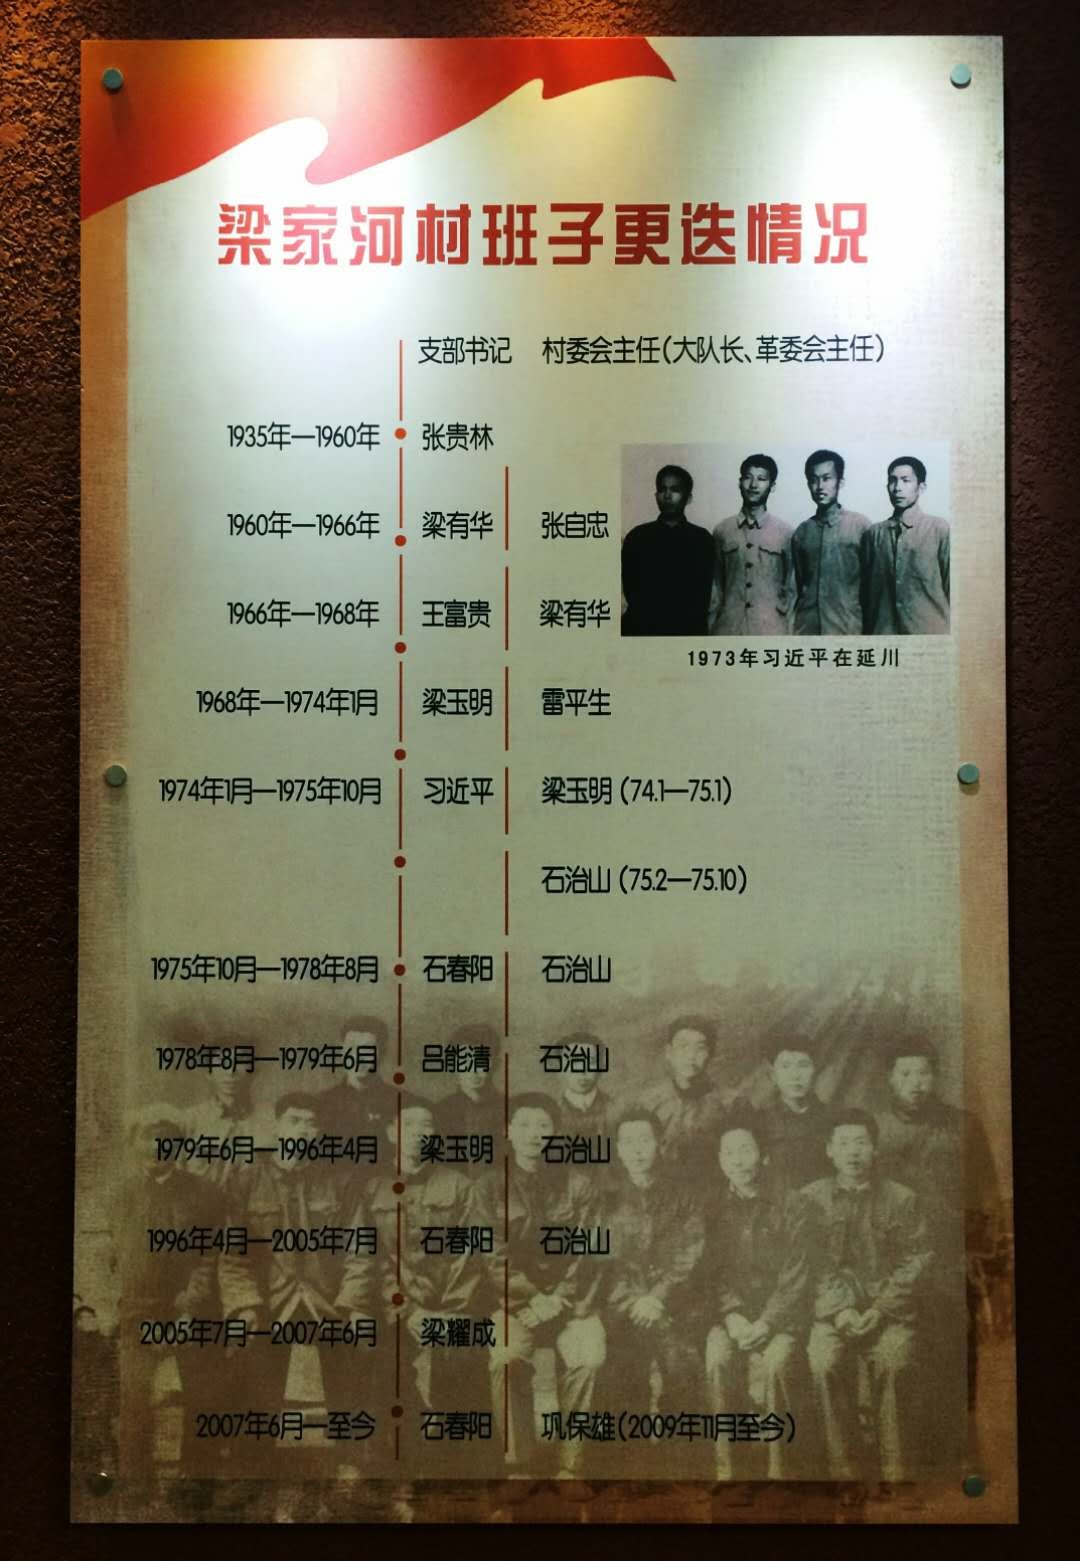 梁家河村班子更迭情况
支部书记 村委会主任(大队长、革委会主任)
1935年—1960年 张贵林
1960年—1966年 梁有华 张自忠
1966年—1968年 王富贵 梁有华
1973年习近平在延川
1968年—1974年1月 梁玉明 雷平生
1974年1月—1975年10月 习近平 梁玉明(74.1—75.1)
石治山(75.2—75.10)
1975年10月—1978年8月 石春阳 石治山
1978年8月—1979年6月 吕能清 石治山
1979年6月—1996年4月 梁玉明 石治山
1996年4月—2005年7月 石春阳 石治山
2005年7月—2007年6月 梁耀成
2007年6月—至今 石春阳 巩保雄(2009年11月至今)